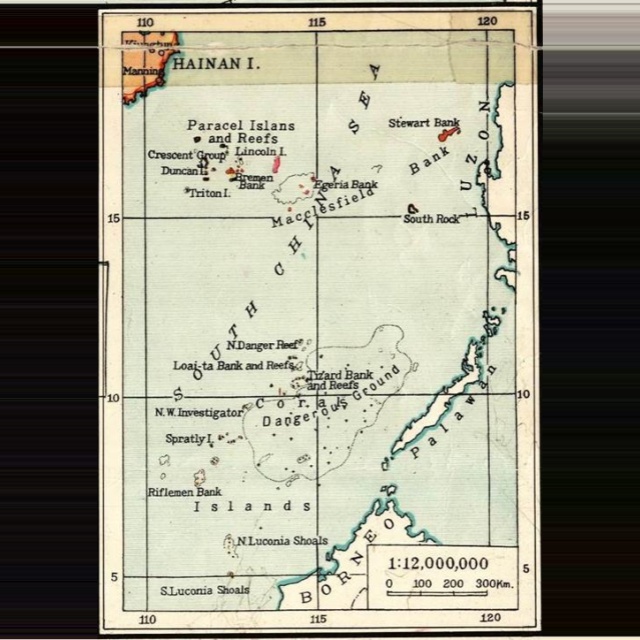 110 115 120
Manning
HAINAN I.
SOUTH CHINA SEA
Stewart Bank
Paracel Islans
and Reefs
LUZON
Crescent Group
Lincoln I.
Bank
Duncan I.
Bremen
Bank
Egeria Bank
Triton I.
Macclesfield
15 15
South Rock
N.Danger Reef
Loai-ta Bank and Reefs
Tizard Bank
and Reefs
10 10
Coral
N.W. Investigator
Dangerous Ground
Palawan
Spratly I.
Riflemen Bank
Islands
N.Luconia Shoals
BORNEO
1:12,000,000
5 5
0 100 200 300Km.
S.Luconia Shoals
110 115 120